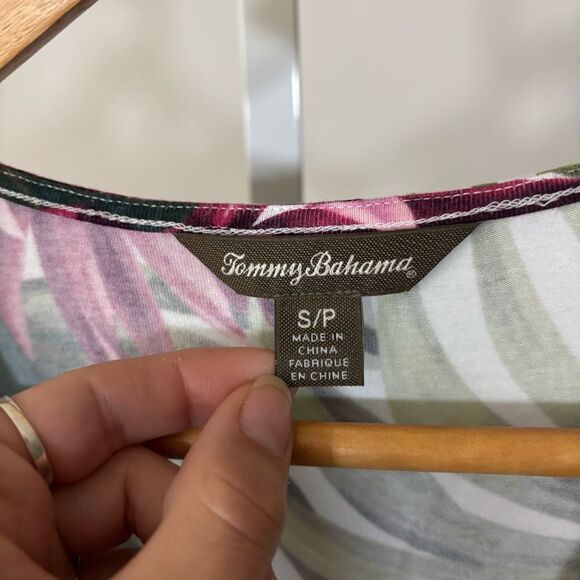 Tommy Bahama®
S/P
MADE IN
CHINA
FABRIQUE
EN CHINE